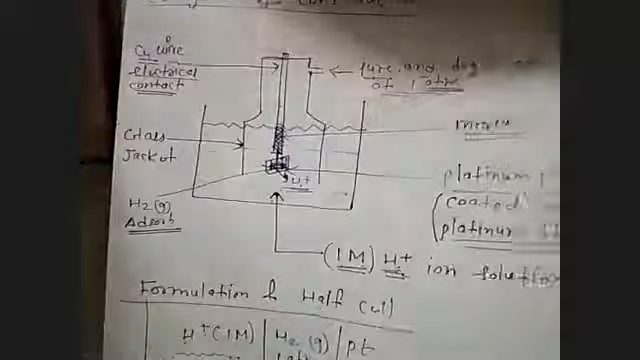 Cu wire
electrical
contact
pure and dry
of 1 atm
Glass
Jacket
platinum
(coated
platinum
H+
H2(g)
Adsorb
(1M) H+ ion solution
Formulation of Half Cell
H+(1M) | H2(g) | pt